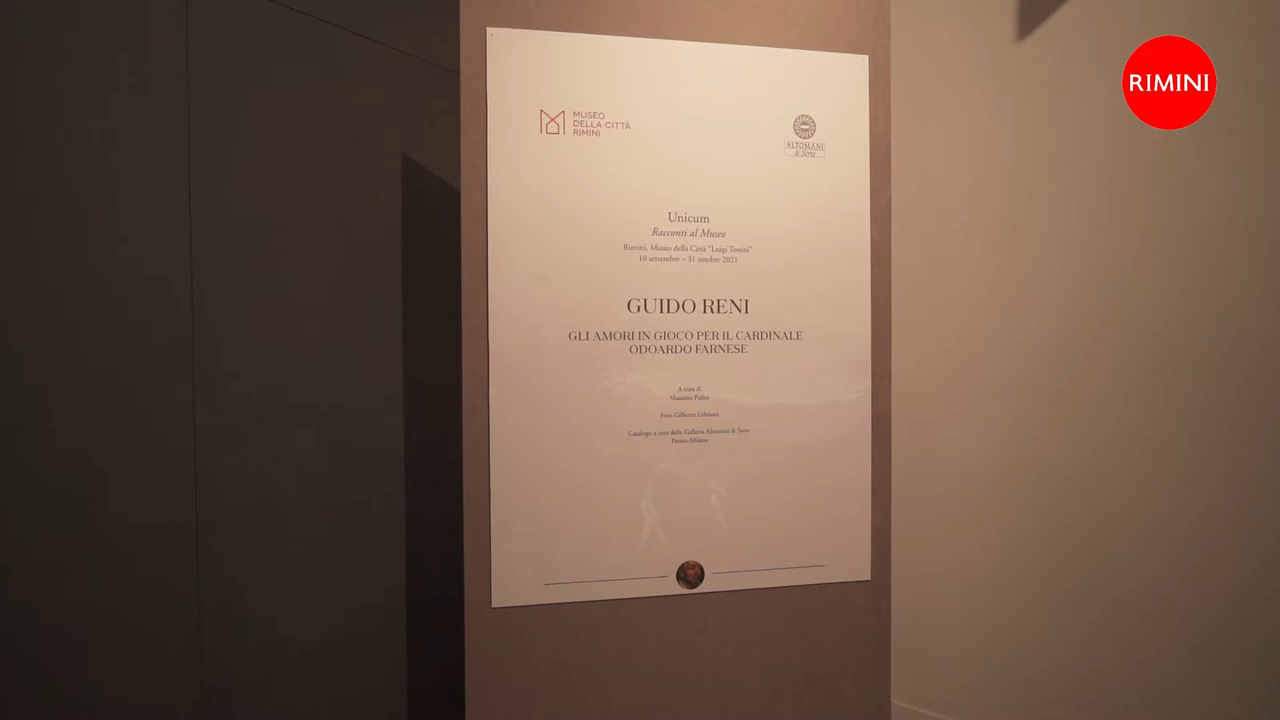 RIMINI
MUSEO
DELLA CITTÀ
RIMINI
ALTOMANI
& Sons
Unicum
Racconti al Museo
Rimini, Museo della Città "Luigi Tonini"
10 settembre – 31 ottobre 2021
GUIDO RENI
GLI AMORI IN GIOCO PER IL CARDINALE
ODOARDO FARNESE
A cura di
Massimo Pulini
Foto Gilberto Urbinati
Catalogo a cura della Galleria Altomani & Sons
Pesaro-Milano